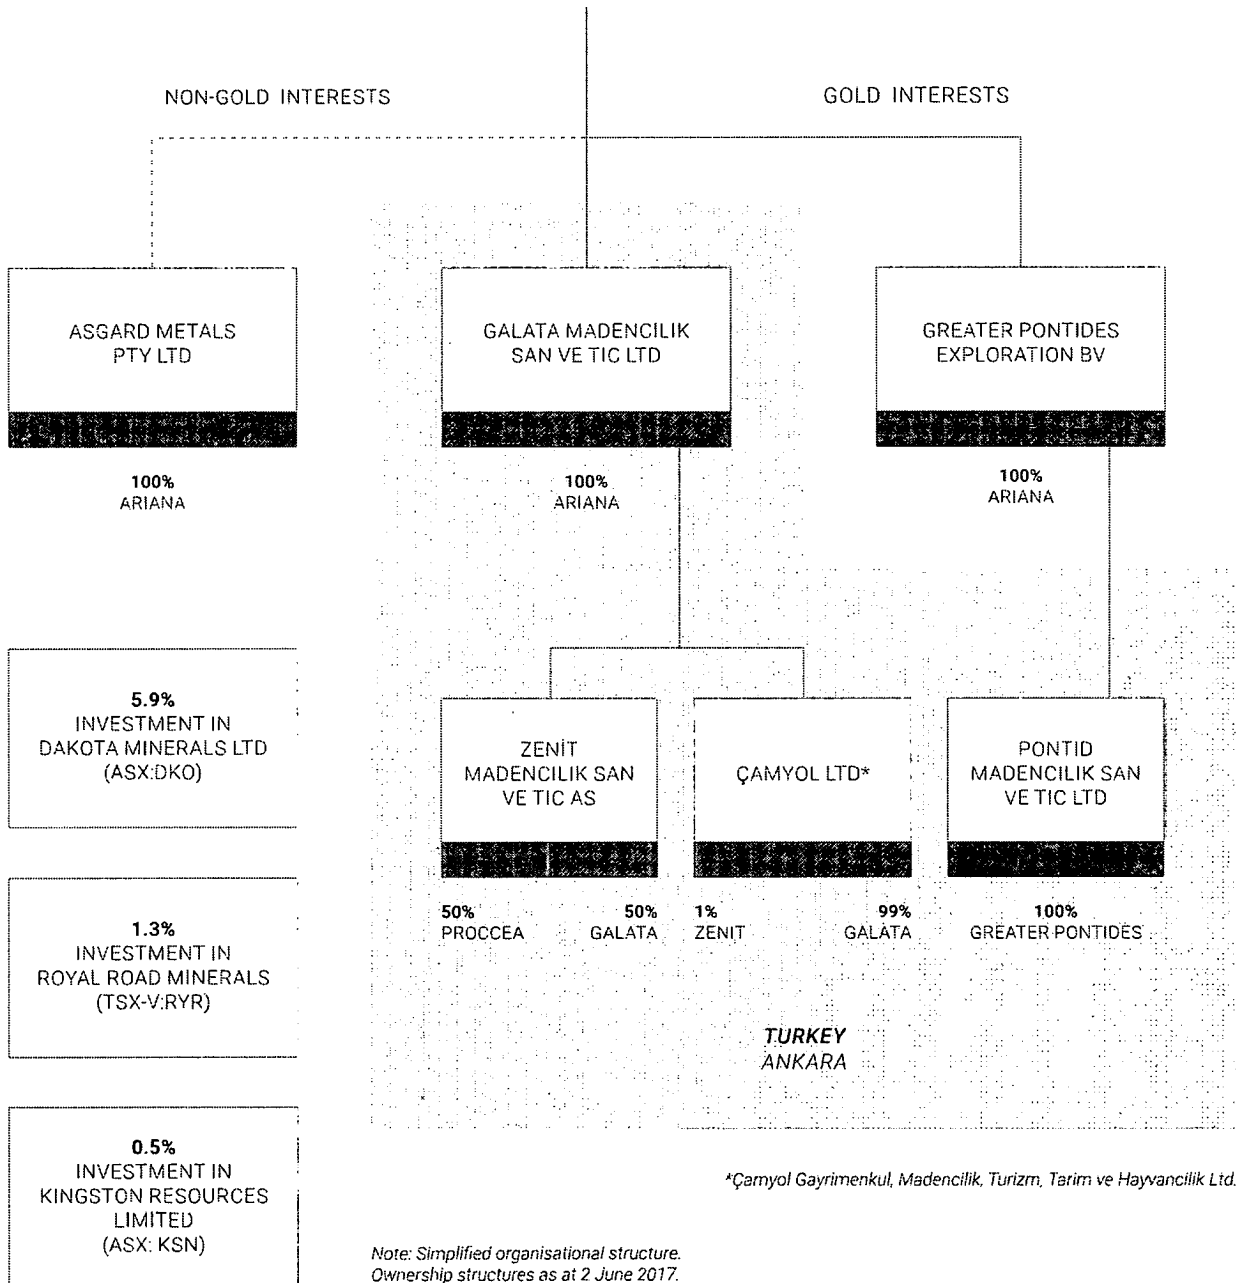 NON-GOLD INTERESTS
GOLD INTERESTS
ASGARD METALS
PTY LTD
100%
ARIANA
GALATA MADENCILIK
SAN VE TIC LTD
100%
ARIANA
GREATER PONTIDES
EXPLORATION BV
100%
ARIANA
5.9%
INVESTMENT IN
DAKOTA MINERALS LTD
(ASX:DKO)
1.3%
INVESTMENT IN
ROYAL ROAD MINERALS
(TSX-V:RYR)
0.5%
INVESTMENT IN
KINGSTON RESOURCES
LIMITED
(ASX: KSN)
ZENİT
MADENCILIK SAN
VE TIC AS
50%
PROCCEA
50%
GALATA
ÇAMYOL LTD*
1%
ZENIT
99%
GALATA
PONTID
MADENCILIK SAN
VE TIC LTD
100%
GREATER PONTIDES
TURKEY
ANKARA
*Çamyol Gayrimenkul, Madencilik, Turizm, Tarim ve Hayvancilik Ltd.
Note: Simplified organisational structure.
Ownership structures as at 2 June 2017.